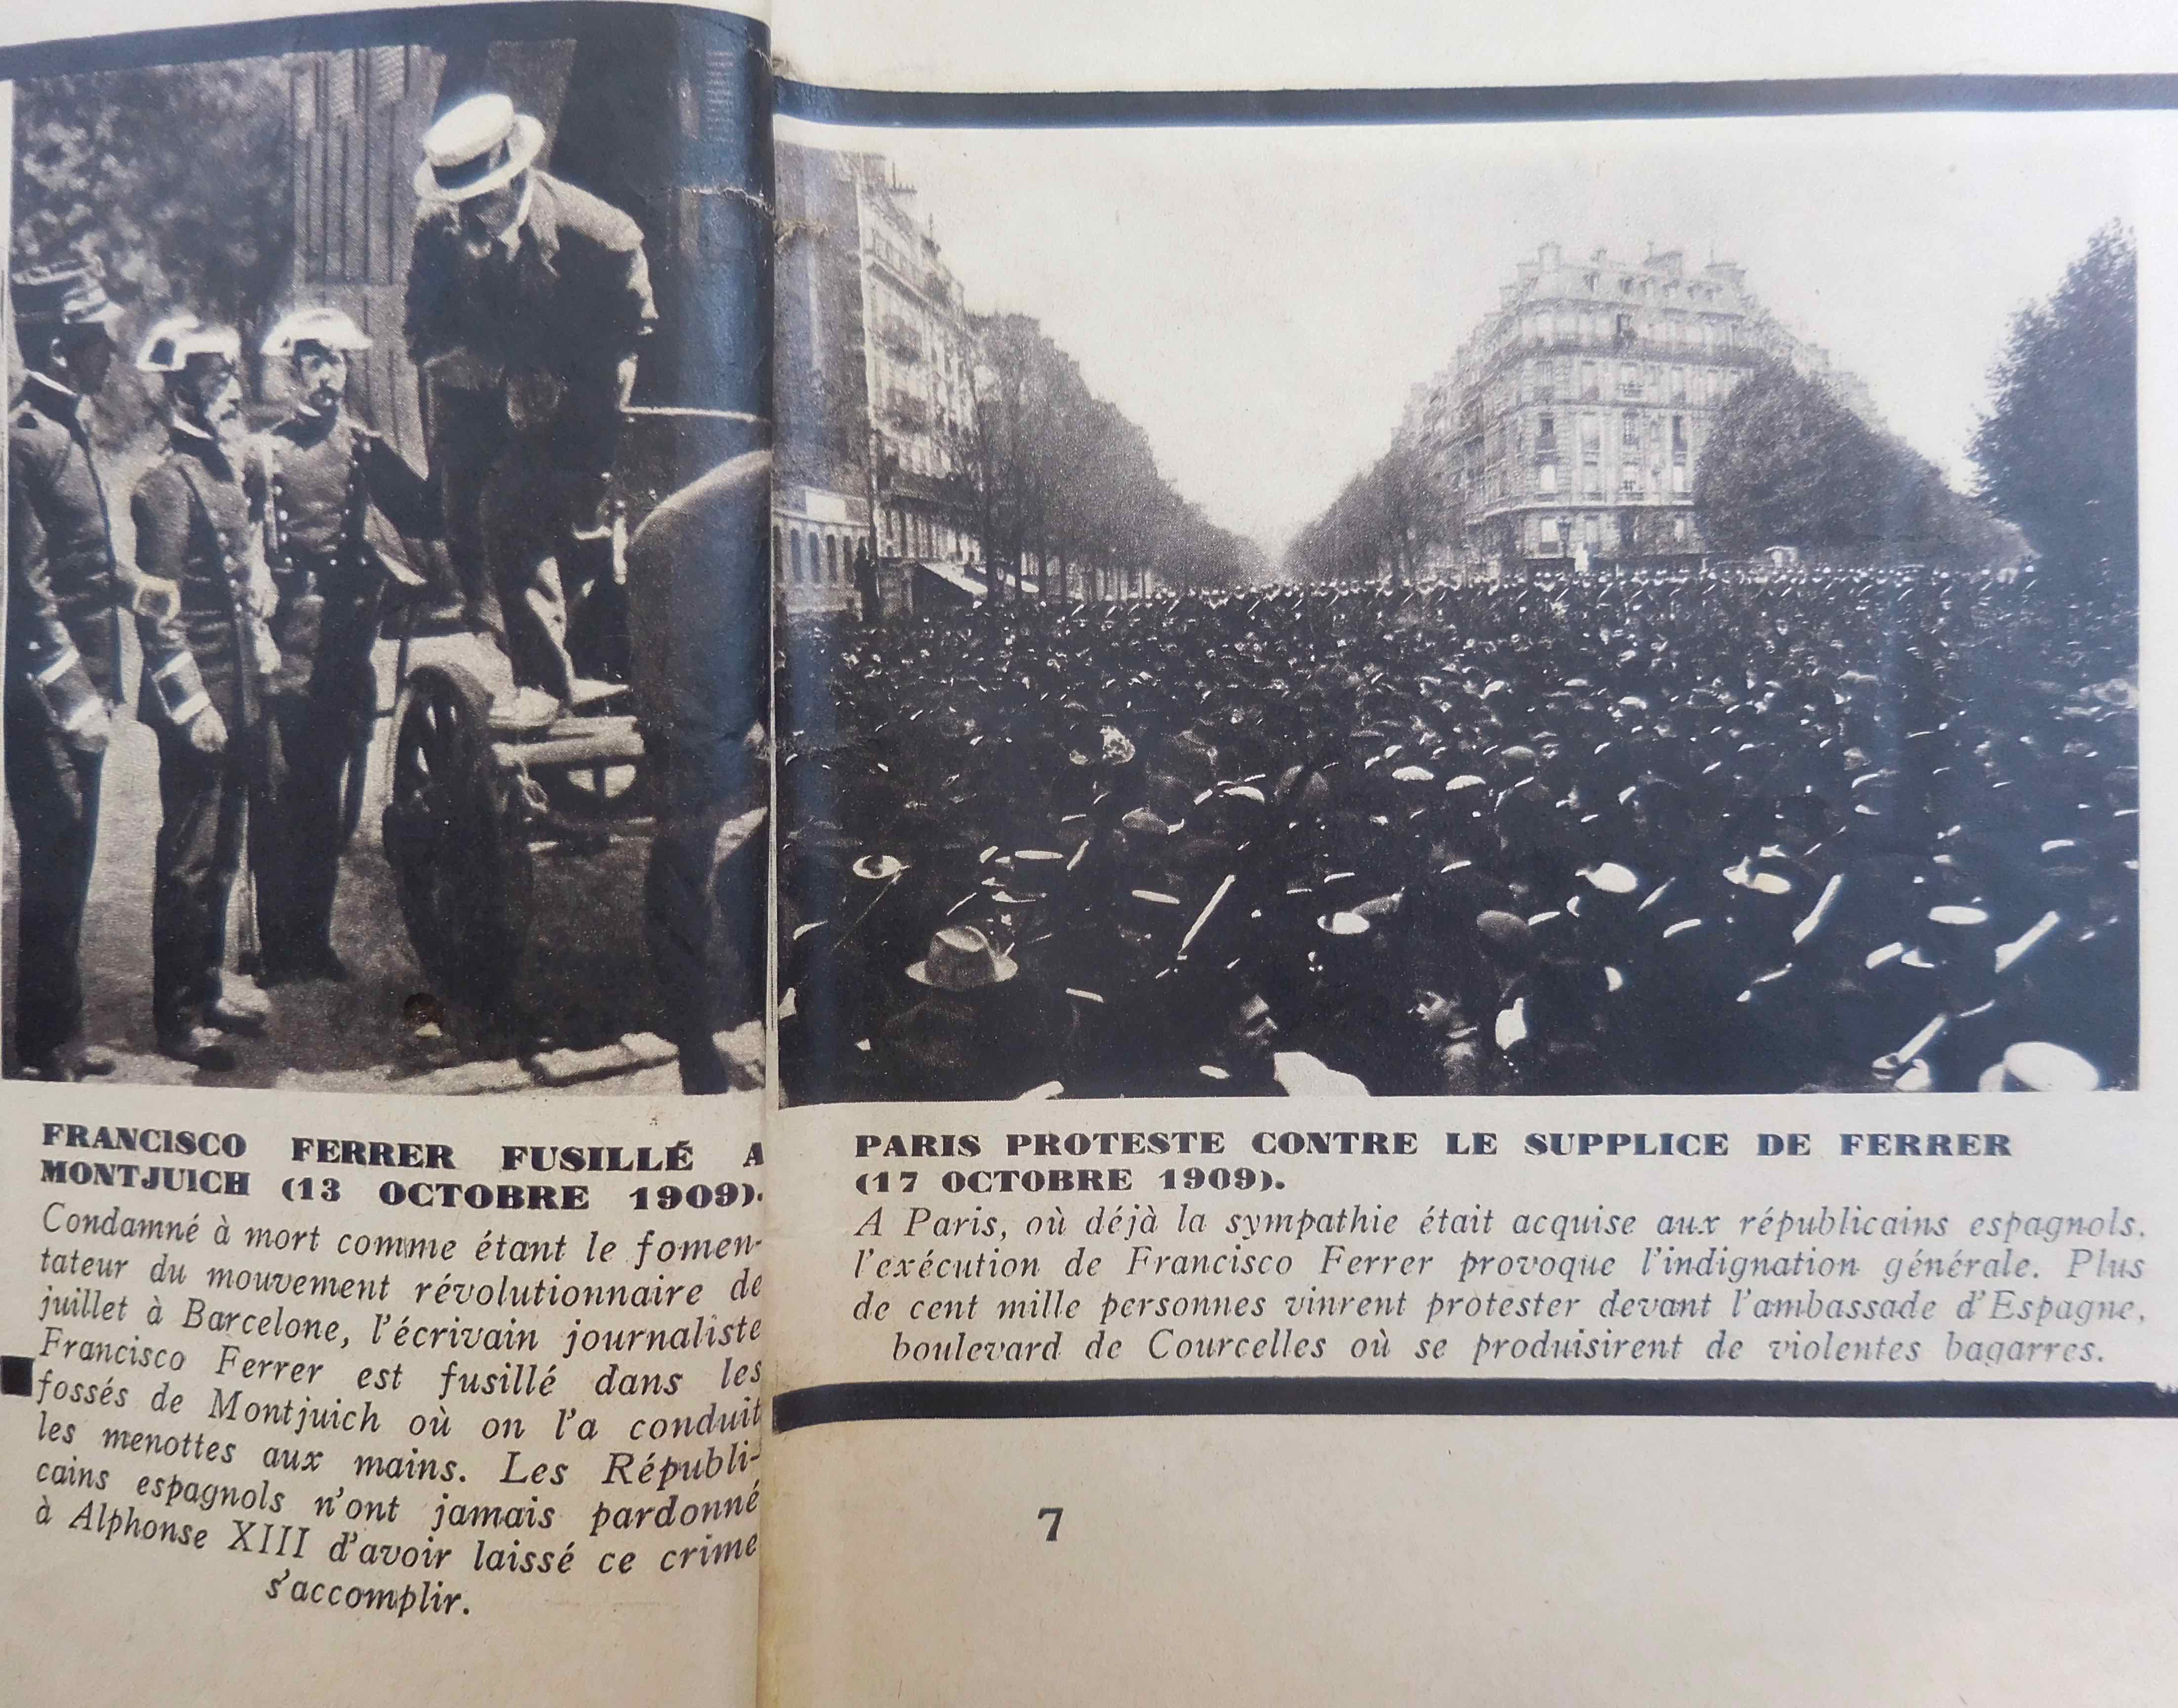 FRANCISCO FERRER FUSILLÉ A
MONTJUICH (13 OCTOBRE 1909).
Condamné à mort comme étant le fomen-
tateur du mouvement révolutionnaire de
juillet à Barcelone, l'écrivain journaliste
Francisco Ferrer est fusillé dans les
fossés de Montjuich où on l'a conduit
les menottes aux mains. Les Républi-
cains espagnols n'ont jamais pardonné
à Alphonse XIII d'avoir laissé ce crime
s'accomplir.
PARIS PROTESTE CONTRE LE SUPPLICE DE FERRER
(17 OCTOBRE 1909).
A Paris, où déjà la sympathie était acquise aux républicains espagnols,
l'exécution de Francisco Ferrer provoque l'indignation générale. Plus
de cent mille personnes vinrent protester devant l'ambassade d'Espagne,
boulevard de Courcelles où se produisirent de violentes bagarres.
7